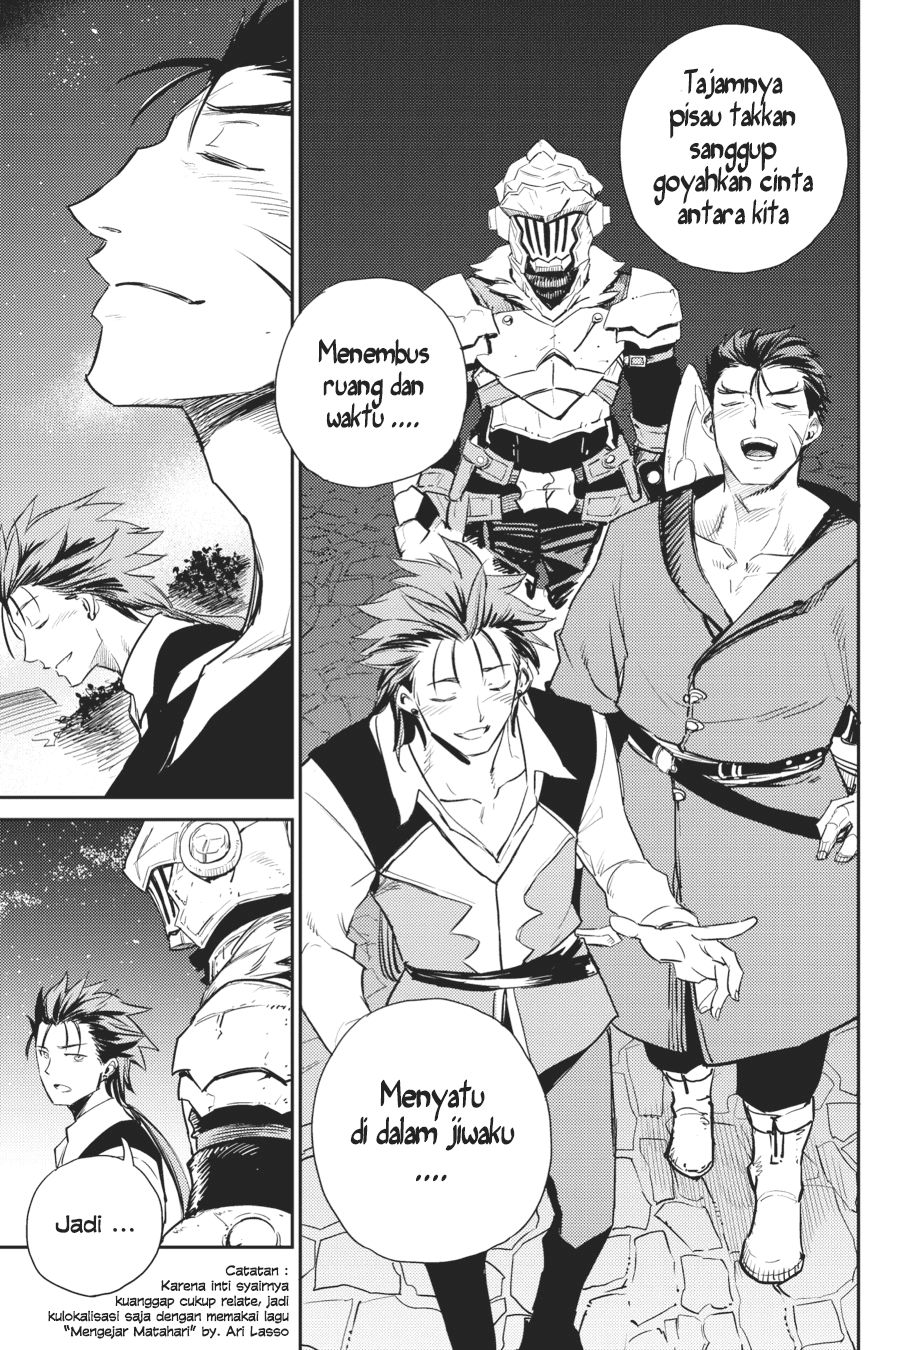 Tajamnya
pisau takkan
sanggup
goyahkan cinta
antara kita
Menembus
ruang dan
waktu ....
Menyatu
di dalam jiwaku
....
Jadi ...
Catatan :
Karena inti syairnya
kuanggap cukup relate, jadi
kulokalisasi saja dengan memakai lagu
"Mengejar Matahari" by. Ari Lasso